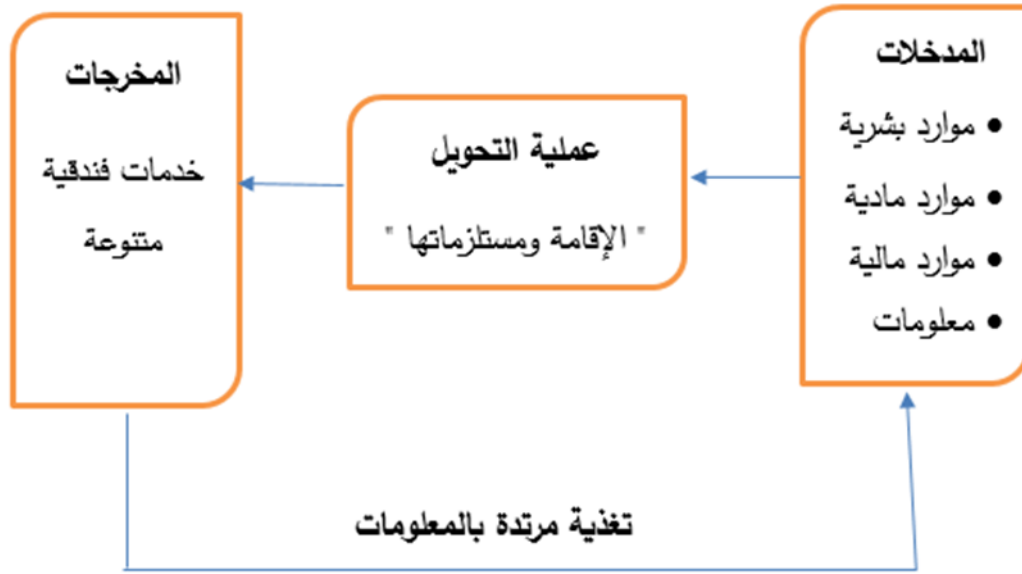 المدخلات
• موارد بشرية
• موارد مادية
• موارد مالية
• معلومات
عملية التحويل
" الإقامة ومستلزماتها "
المخرجات
خدمات فندقية
متنوعة
تغذية مرتدة بالمعلومات